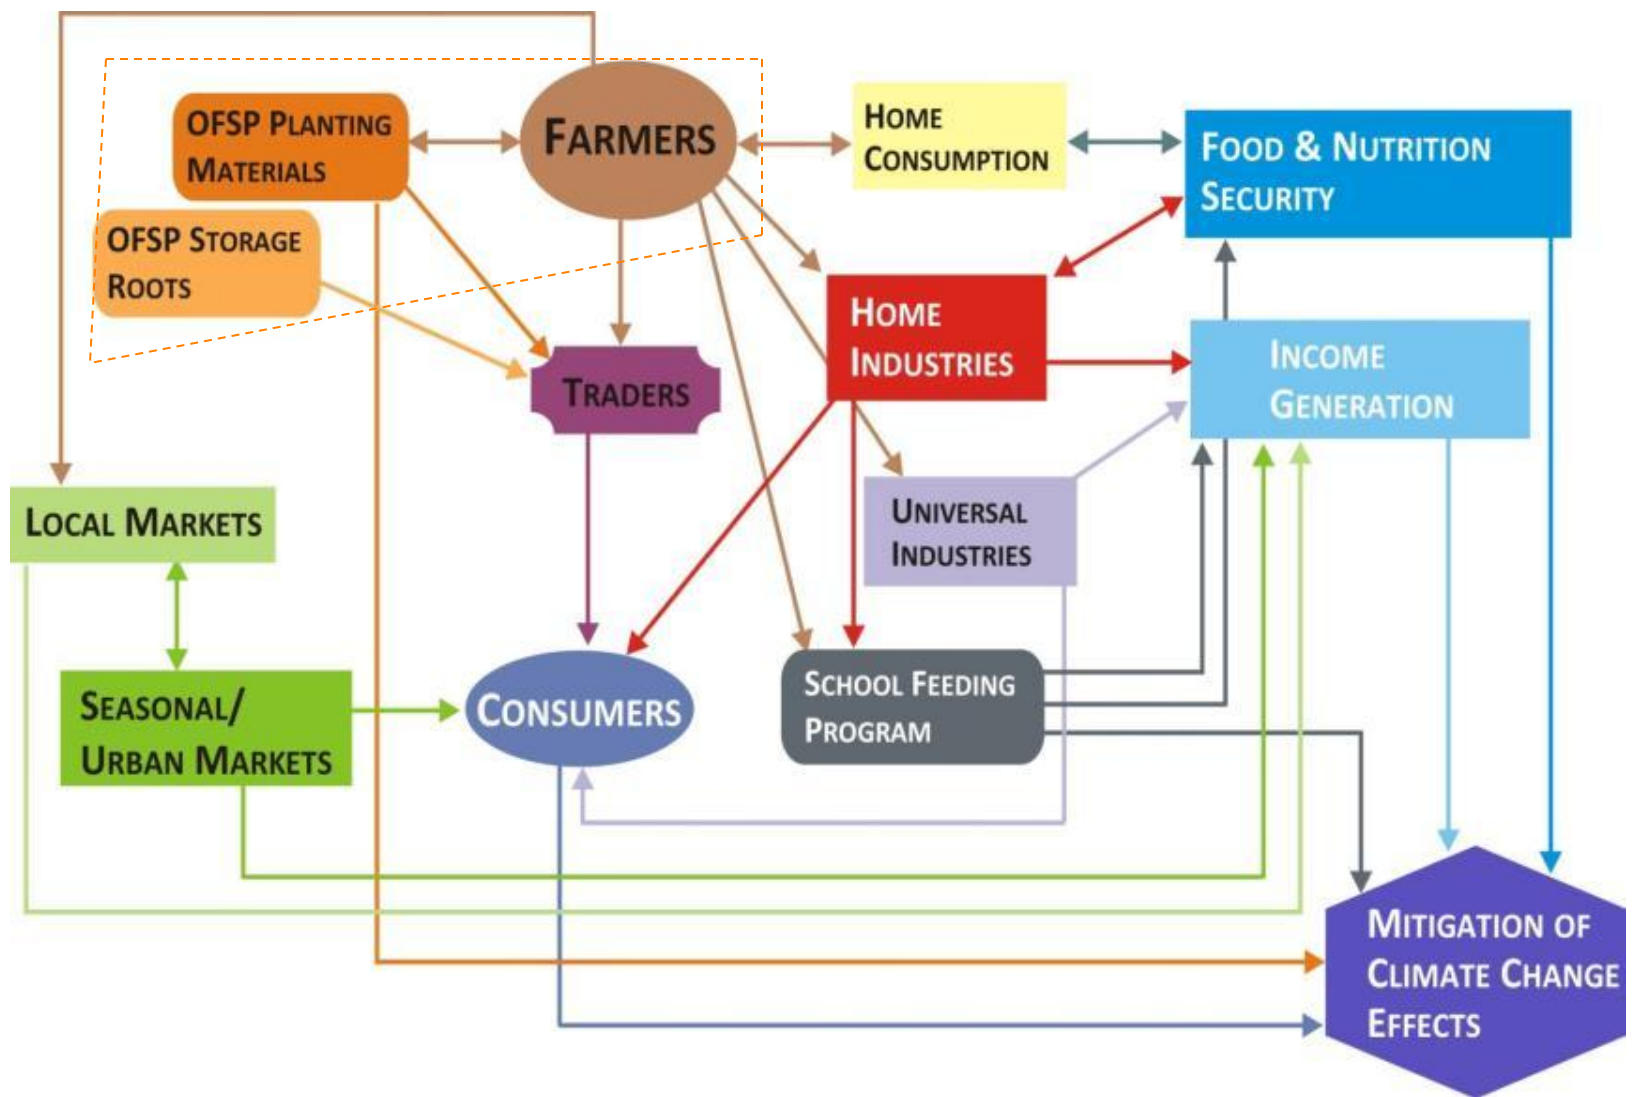 OFSP PLANTING
MATERIALS
FARMERS
HOME
CONSUMPTION
FOOD & NUTRITION
SECURITY
OFSP STORAGE
ROOTS
HOME
INDUSTRIES
INCOME
GENERATION
TRADERS
LOCAL MARKETS
UNIVERSAL
INDUSTRIES
SEASONAL/
URBAN MARKETS
CONSUMERS
SCHOOL FEEDING
PROGRAM
MITIGATION OF
CLIMATE CHANGE
EFFECTS